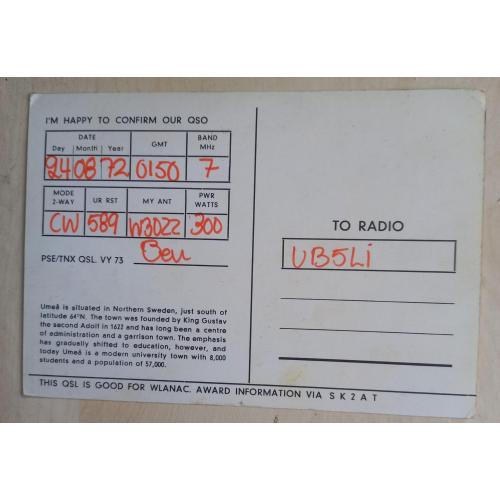 I'M HAPPY TO CONFIRM OUR QSO
DATE GMT BAND
Day Month Year MHz
24 08 72 0150 7
MODE 2-WAY UR RST MY ANT PWR WATTS
CW 589 W3022 300
PSE/TNX QSL. VY 73 Ben
TO RADIO
UB5Li
Umeå is situated in Northern Sweden, just south of
latitude 64°N. The town was founded by King Gustav
the second Adolf in 1622 and has long been a centre
of administration and a garrison town. The emphasis
has gradually shifted to education, however, and
today Umeå is a modern university town with 8,000
students and a population of 57,000.
THIS QSL IS GOOD FOR WLANAC. AWARD INFORMATION VIA SK2AT